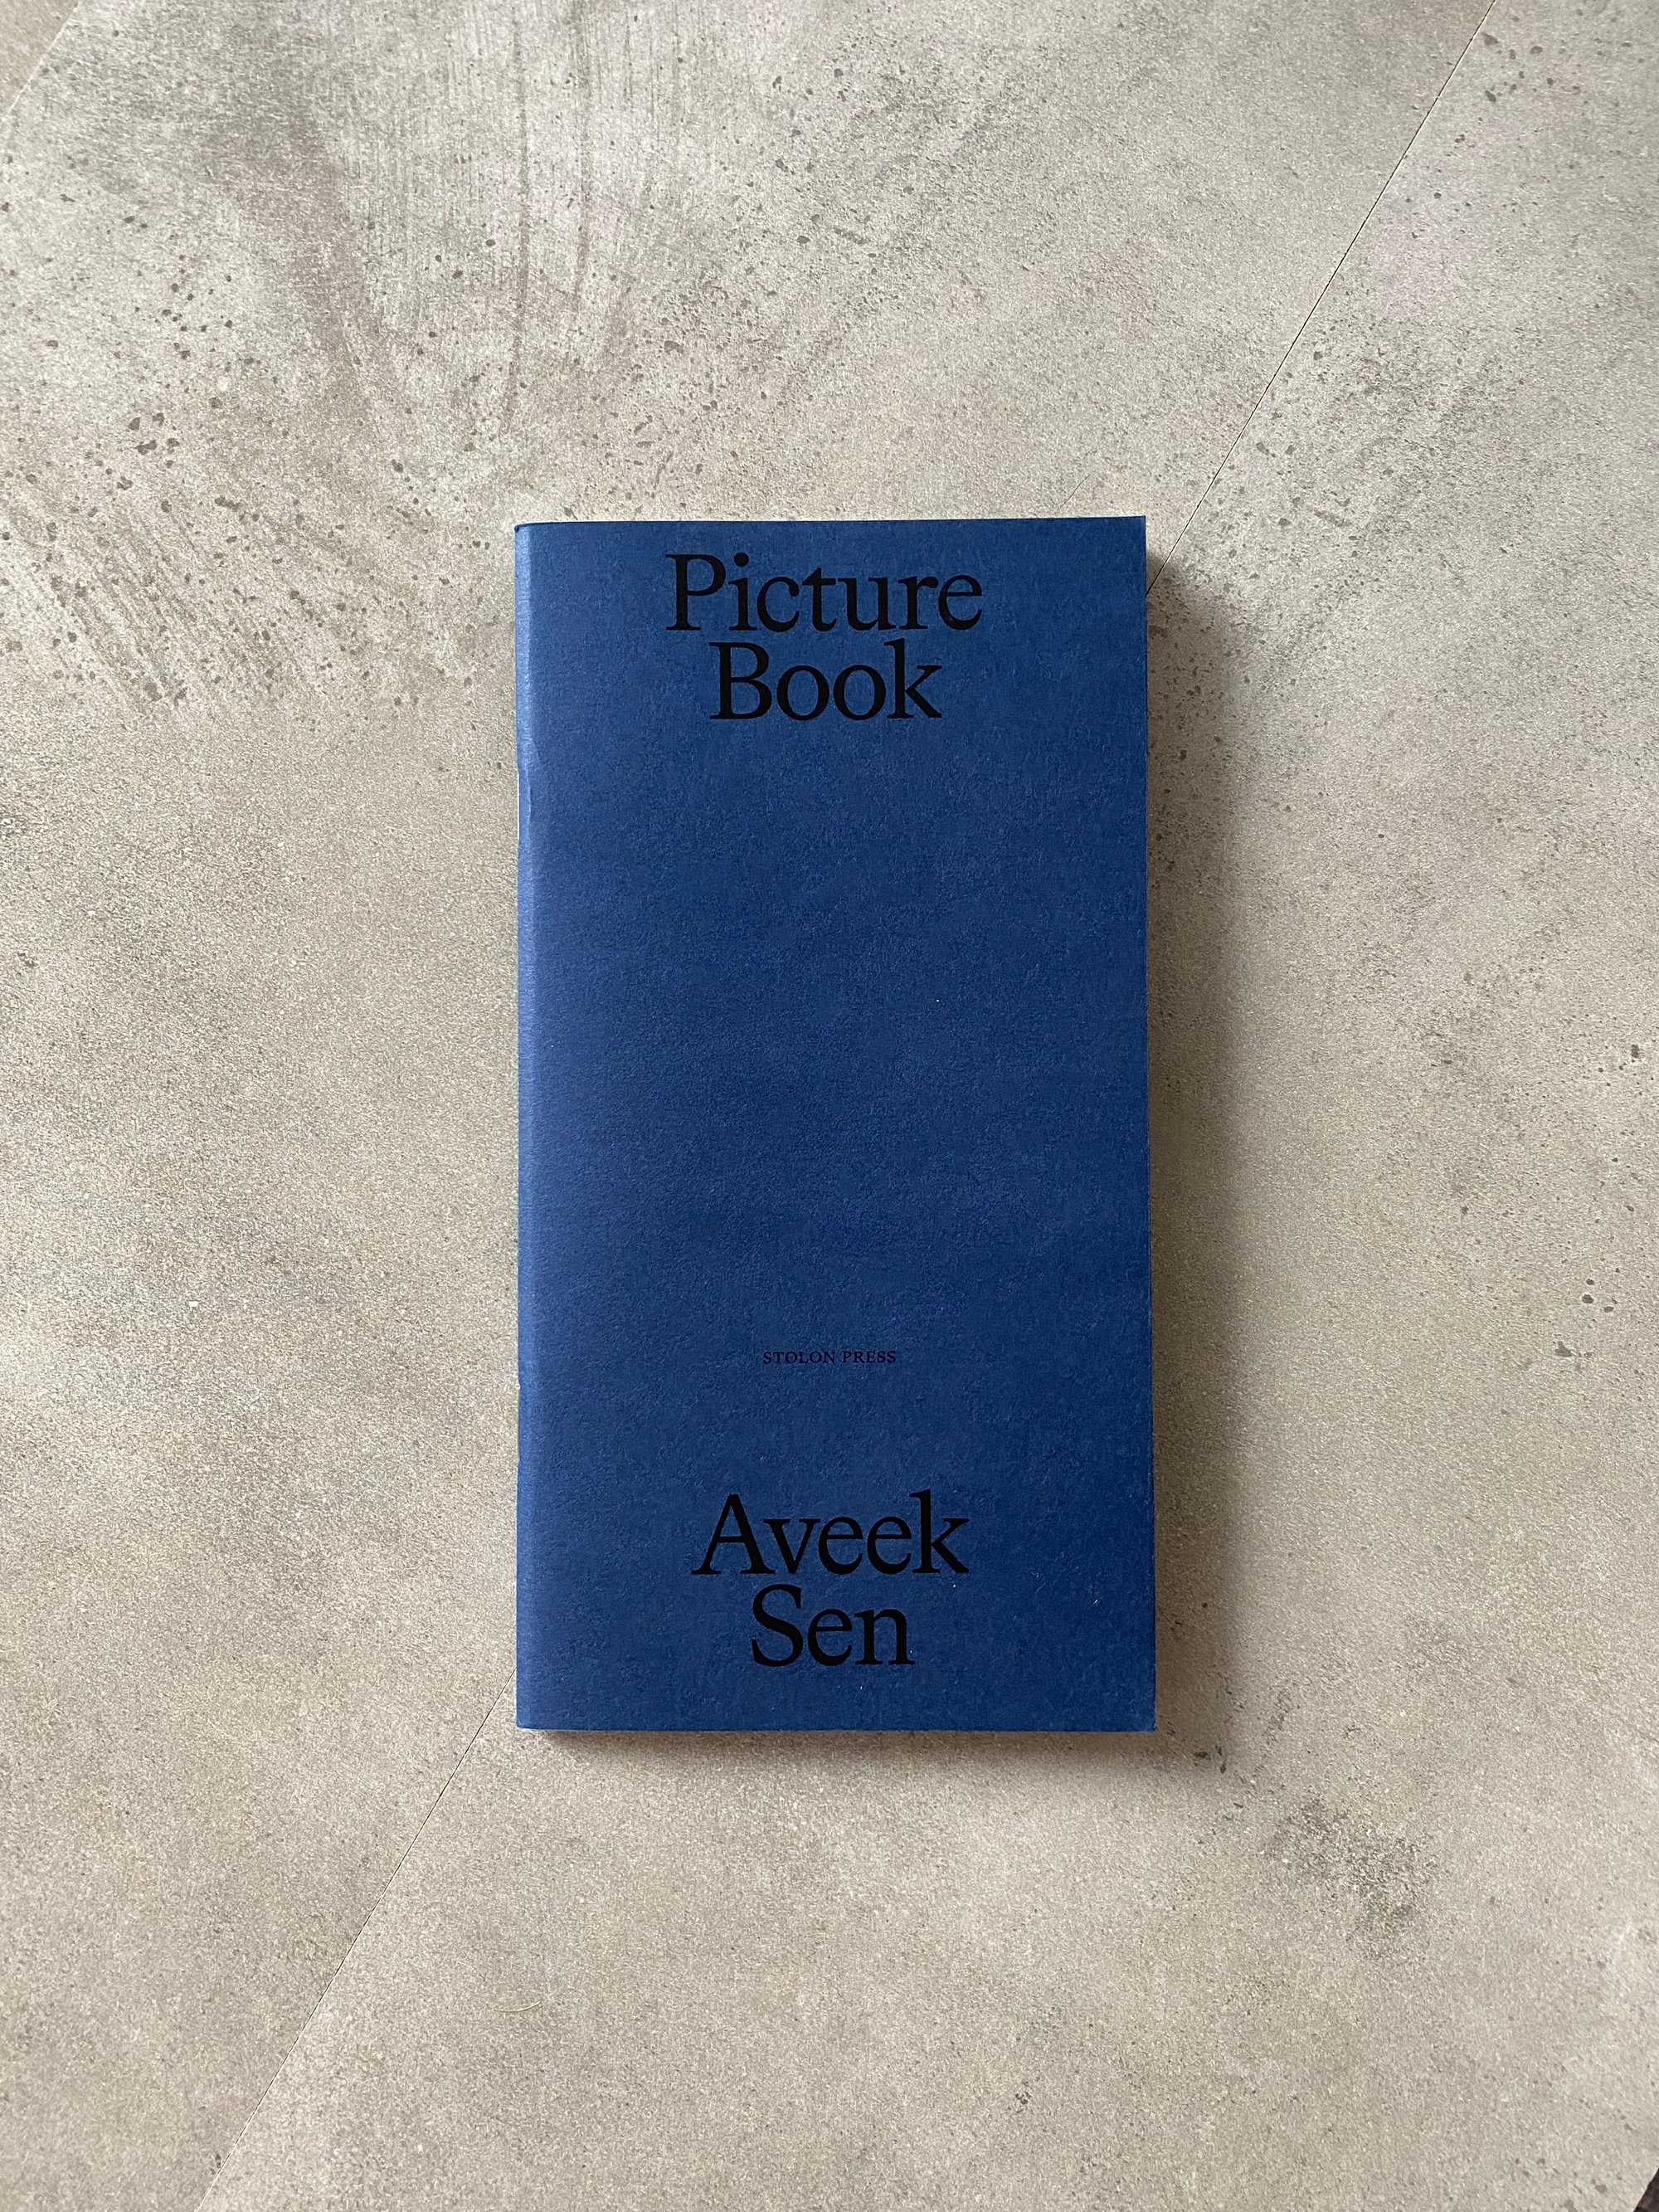 Picture
Book
STOLON PRESS
Aveek
Sen